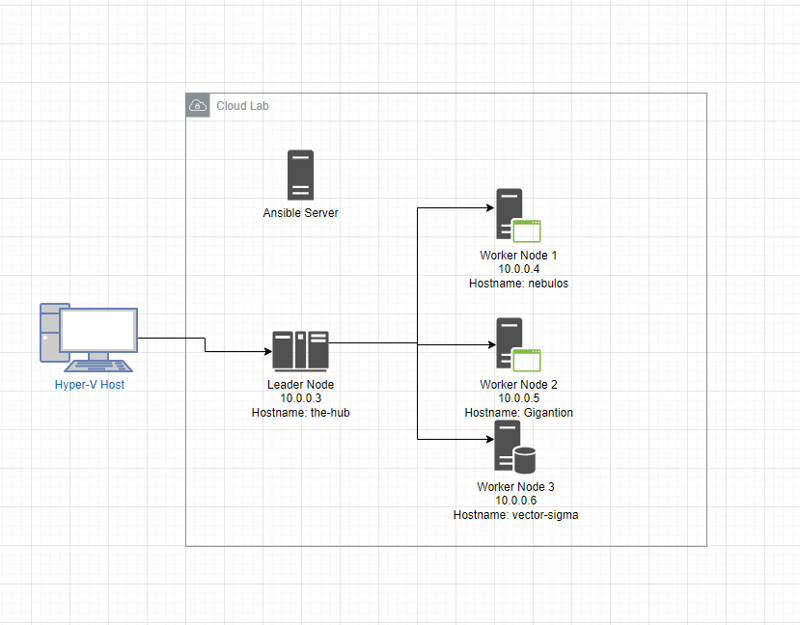 Cloud Lab
Ansible Server
Worker Node 1
10.0.0.4
Hostname: nebulos
Hyper-V Host
Leader Node
10.0.0.3
Hostname: the-hub
Worker Node 2
10.0.0.5
Hostname: Gigantion
Worker Node 3
10.0.0.6
Hostname: vector-sigma